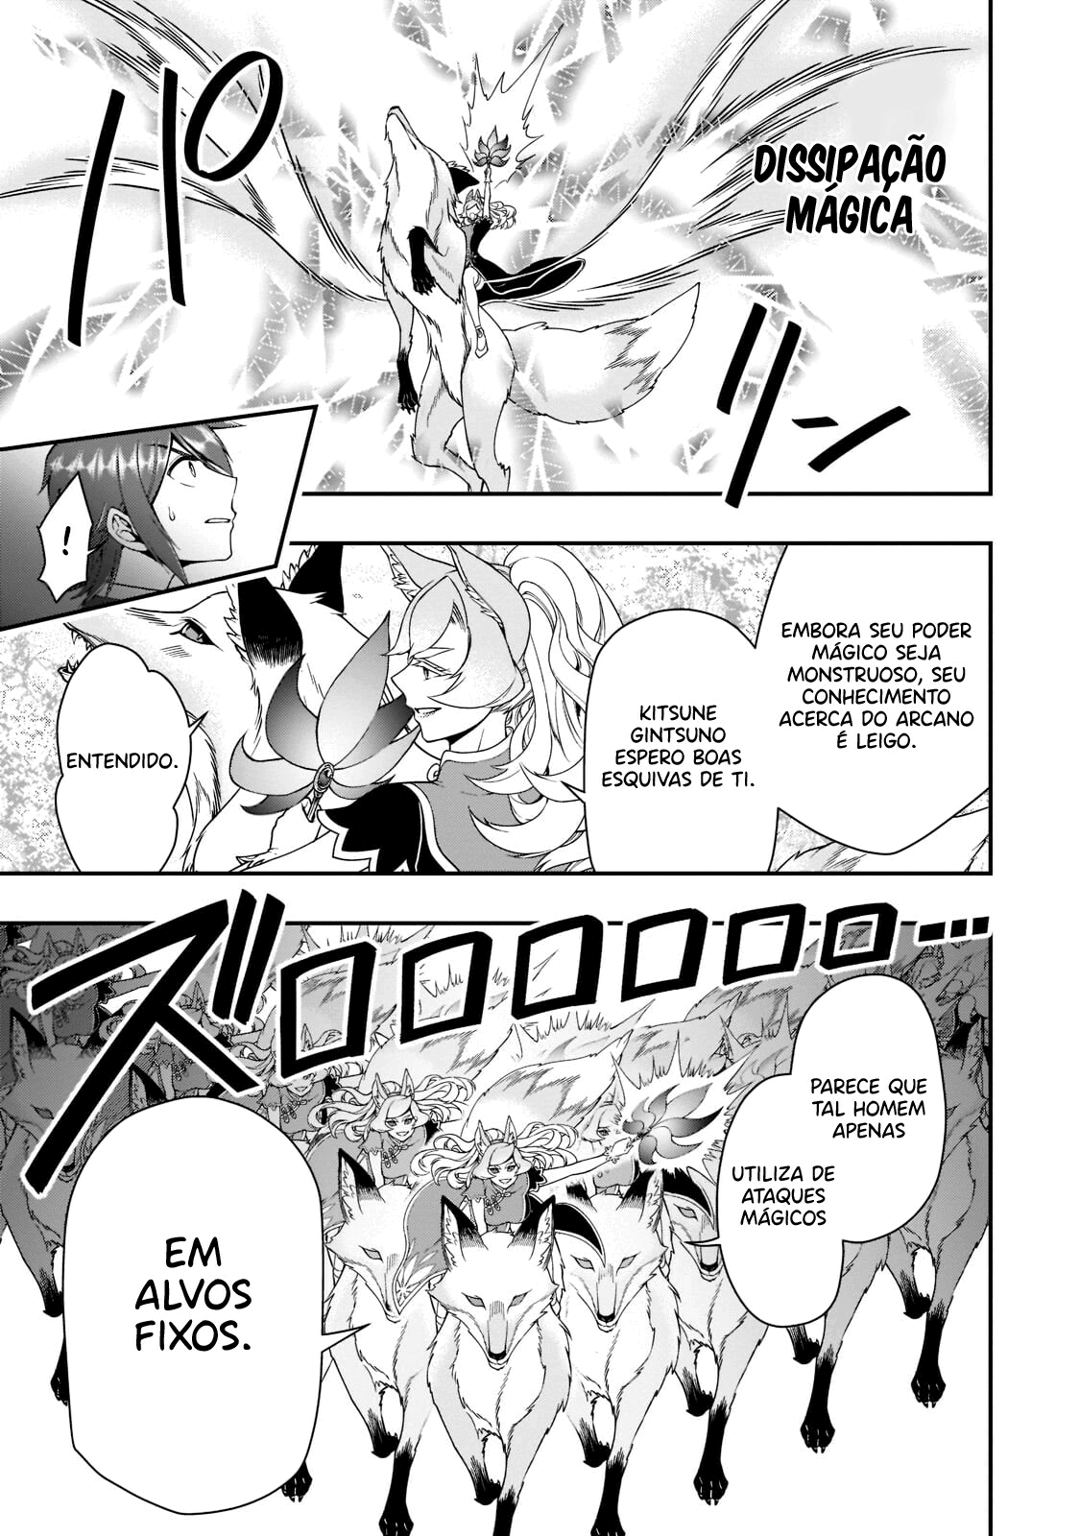 DISSIPAÇÃO
MÁGICA
パリーン
!
EMBORA SEU PODER
MÁGICO SEJA
MONSTRUOSO, SEU
CONHECIMENTO
ACERCA DO ARCANO
É LEIGO.
KITSUNE
GINTSUNO
ESPERO BOAS
ESQUIVAS DE TI.
ENTENDIDO.
ズロロロロロ…
PARECE QUE
TAL HOMEM
APENAS
UTILIZA DE
ATAQUES
MÁGICOS
EM
ALVOS
FIXOS.